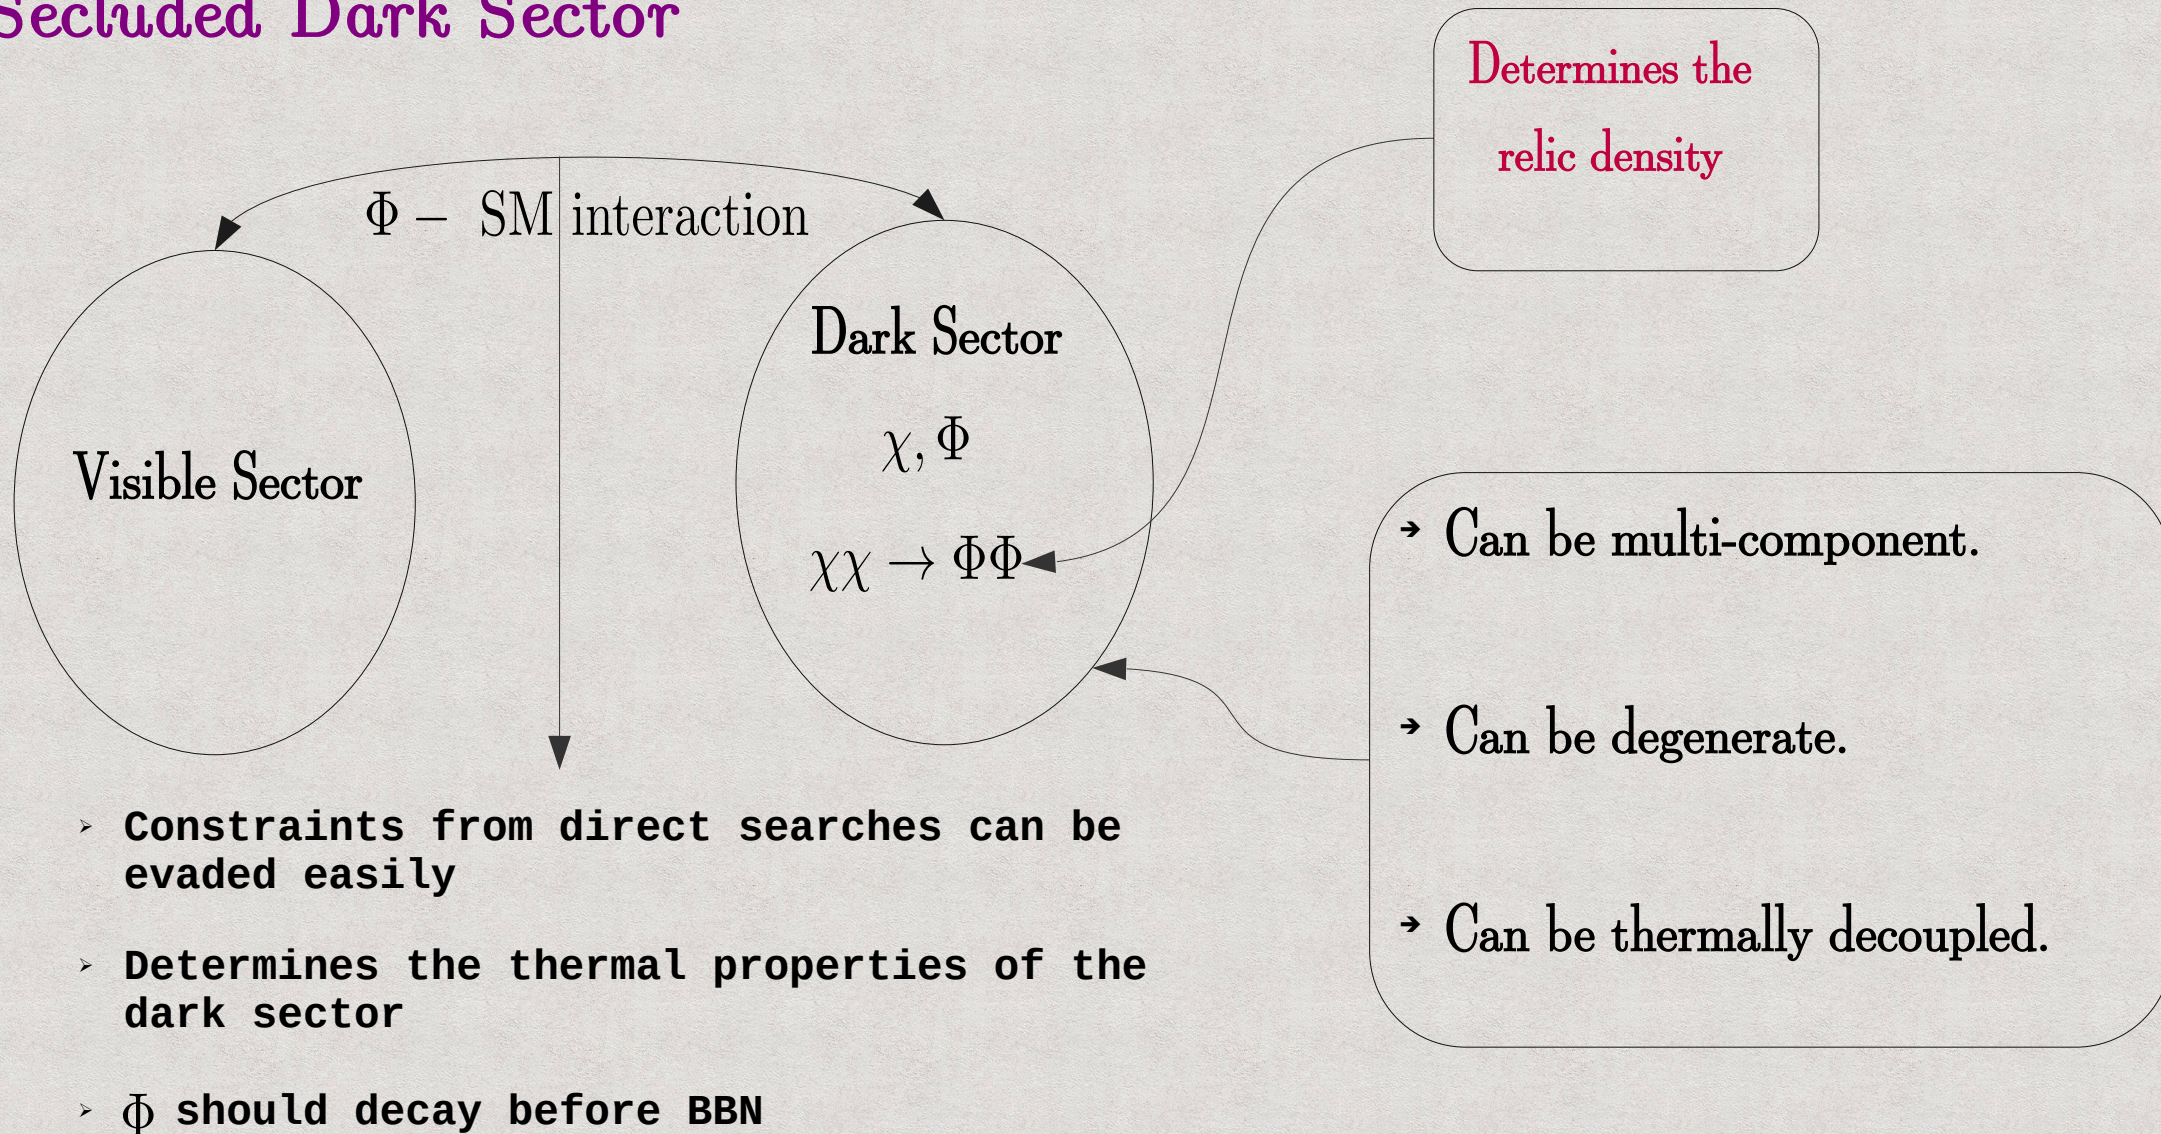 Secluded Dark Sector
Determines the
relic density
Φ – SM interaction
Visible Sector
Dark Sector
χ, Φ
χχ → ΦΦ
➔ Can be multi-component.
➔ Can be degenerate.
➔ Can be thermally decoupled.
➢ Constraints from direct searches can be
evaded easily
➢ Determines the thermal properties of the
dark sector
➢ Φ should decay before BBN